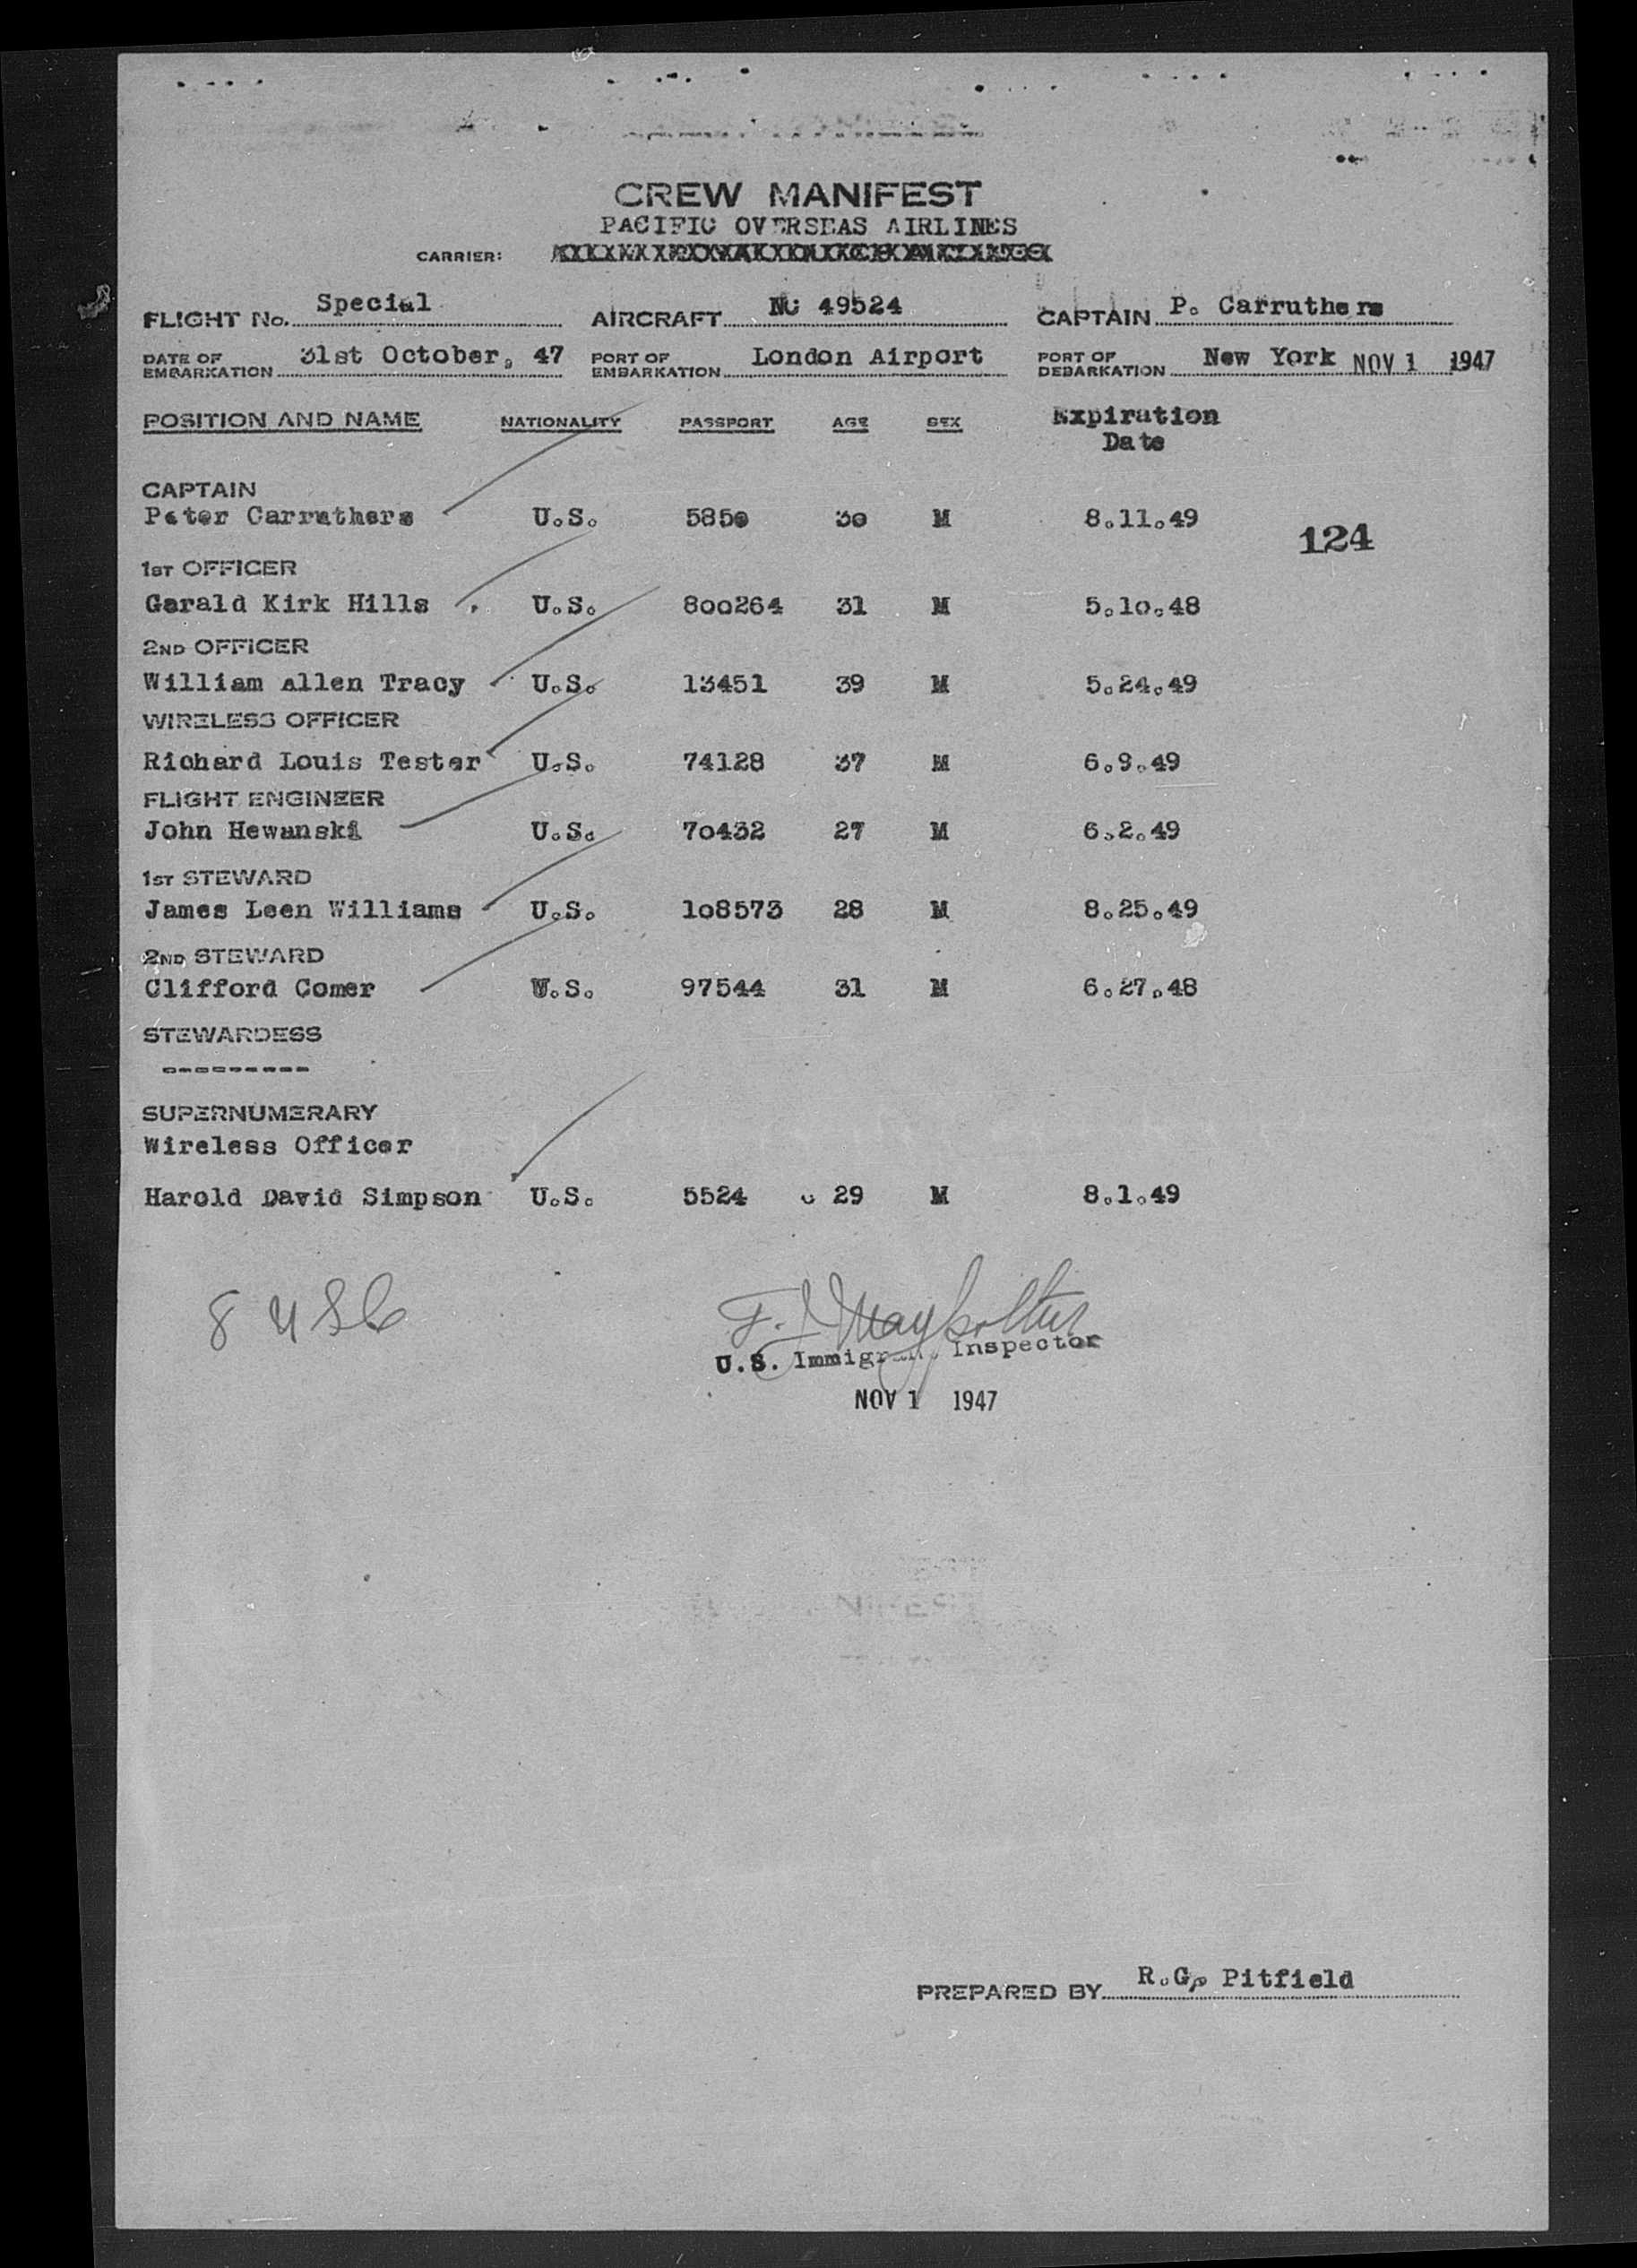 CREW MANIFEST
PACIFIC OVERSEAS AIRLINES
CARRIER:
FLIGHT No. Special AIRCRAFT NC 49524 CAPTAIN P. Carruthers
DATE OF EMBARKATION 31st October, 47 PORT OF EMBARKATION London Airport PORT OF DEBARKATION New York NOV 1 1947
POSITION AND NAME NATIONALITY PASSPORT AGE SEX Expiration Date
CAPTAIN
Peter Carruthers U.S. 5850 30 M 8.11.49
124
1ST OFFICER
Gerald Kirk Hills U.S. 800264 31 M 5.10.48
2ND OFFICER
William Allen Tracy U.S. 13451 39 M 5.24.49
WIRELESS OFFICER
Richard Louis Tester U.S. 74128 37 M 6.9.49
FLIGHT ENGINEER
John Hewanski U.S. 70432 27 M 6.2.49
1ST STEWARD
James Leen Williams U.S. 108573 28 M 8.25.49
2ND STEWARD
Clifford Comer U.S. 97544 31 M 6.27.48
STEWARDESS
---------
SUPERNUMERARY
Wireless Officer
Harold David Simpson U.S. 5524 29 M 8.1.49
8 USC
U.S. Immigrant Inspector
NOV 1 1947
PREPARED BY R.G. Pitfield